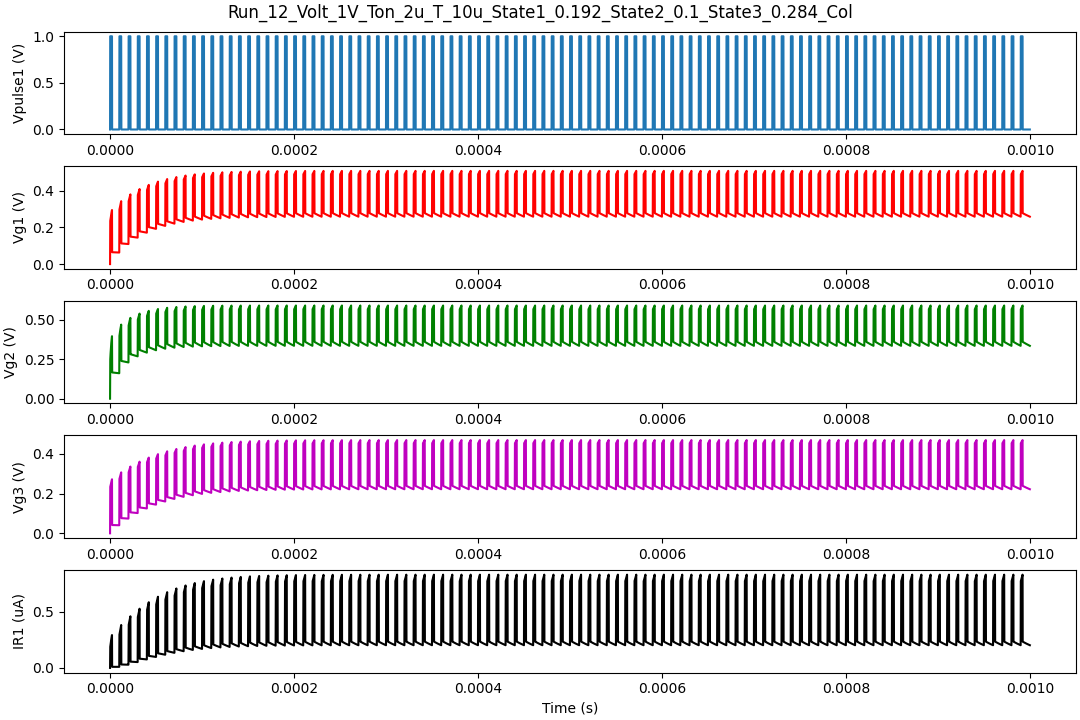 Run_12_Volt_1V_Ton_2u_T_10u_State1_0.192_State2_0.1_State3_0.284_Col
Vpulse1 (V)
1.0
0.5
0.0
0.0000 0.0002 0.0004 0.0006 0.0008 0.0010
Vg1 (V)
0.4
0.2
0.0
0.0000 0.0002 0.0004 0.0006 0.0008 0.0010
Vg2 (V)
0.50
0.25
0.00
0.0000 0.0002 0.0004 0.0006 0.0008 0.0010
Vg3 (V)
0.4
0.2
0.0
0.0000 0.0002 0.0004 0.0006 0.0008 0.0010
IR1 (uA)
0.5
0.0
0.0000 0.0002 0.0004 0.0006 0.0008 0.0010
Time (s)